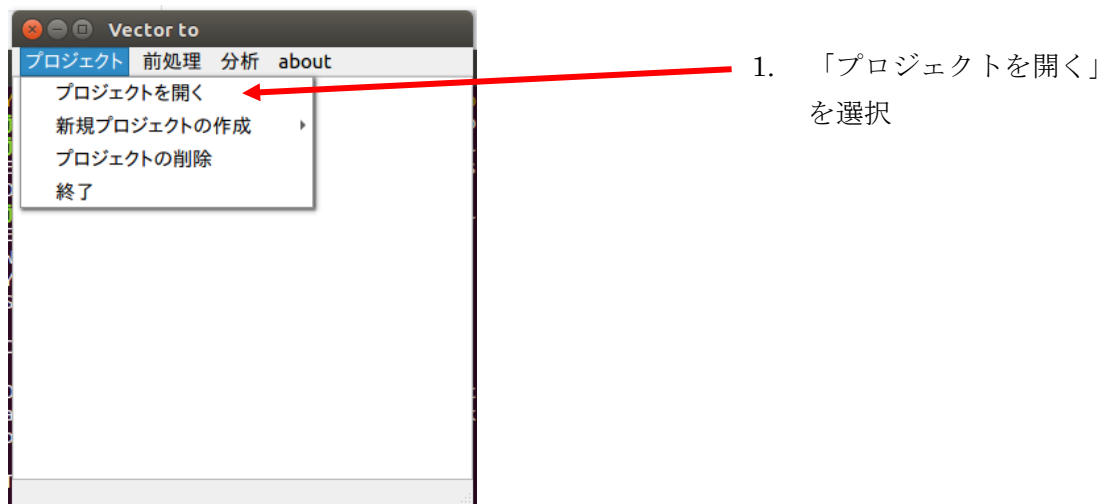 Vector to
プロジェクト 前処理 分析 about
プロジェクトを開く
新規プロジェクトの作成
プロジェクトの削除
終了
1. 「プロジェクトを開く」
を選択